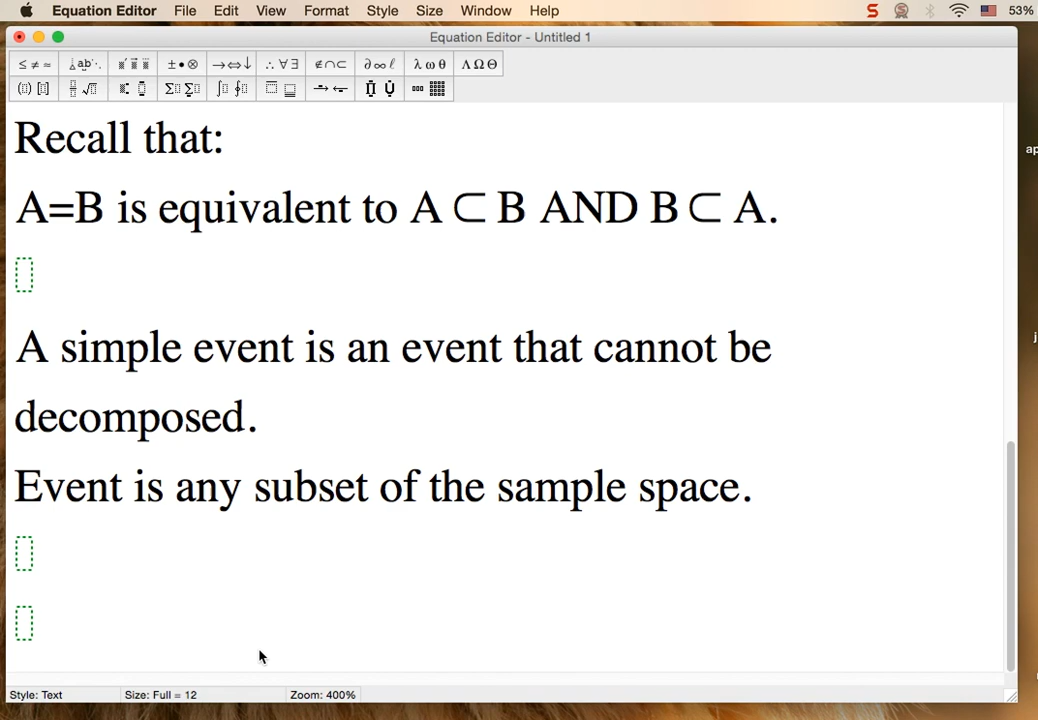 Equation Editor File Edit View Format Style Size Window Help 53%
Equation Editor - Untitled 1
Recall that:
A=B is equivalent to A ⊂ B AND B ⊂ A.
A simple event is an event that cannot be
decomposed.
Event is any subset of the sample space.
Style: Text Size: Full = 12 Zoom: 400%